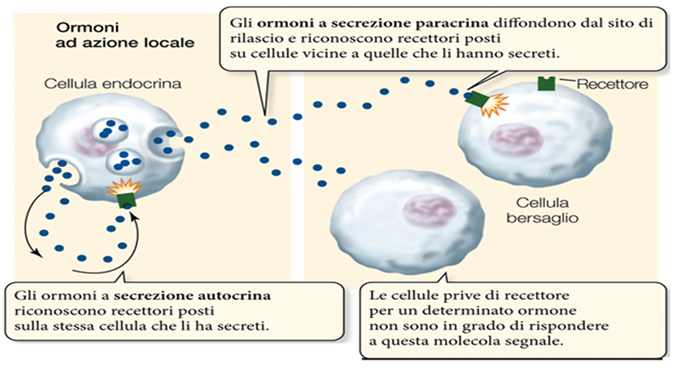 Ormoni
ad azione locale
Gli ormoni a secrezione paracrina diffondono dal sito di
rilascio e riconoscono recettori posti
su cellule vicine a quelle che li hanno secreti.
Cellula endocrina
Recettore
Cellula
bersaglio
Gli ormoni a secrezione autocrina
riconoscono recettori posti
sulla stessa cellula che li ha secreti.
Le cellule prive di recettore
per un determinato ormone
non sono in grado di rispondere
a questa molecola segnale.